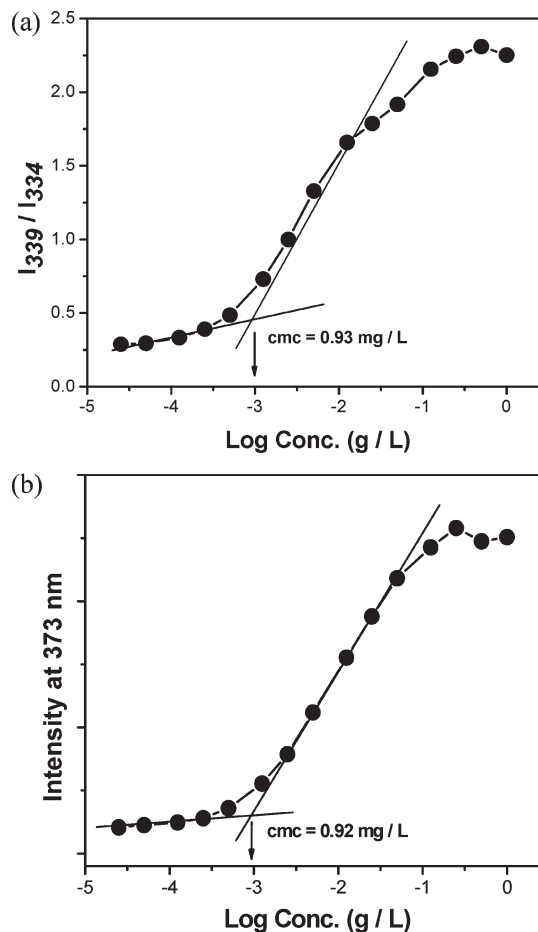 (a)
2.5
2.0
1.5
1.0
0.5
0.0
I339 / I334
cmc = 0.93 mg / L
-5 -4 -3 -2 -1 0
Log Conc. (g / L)
(b)
Intensity at 373 nm
cmc = 0.92 mg / L
-5 -4 -3 -2 -1 0
Log Conc. (g / L)